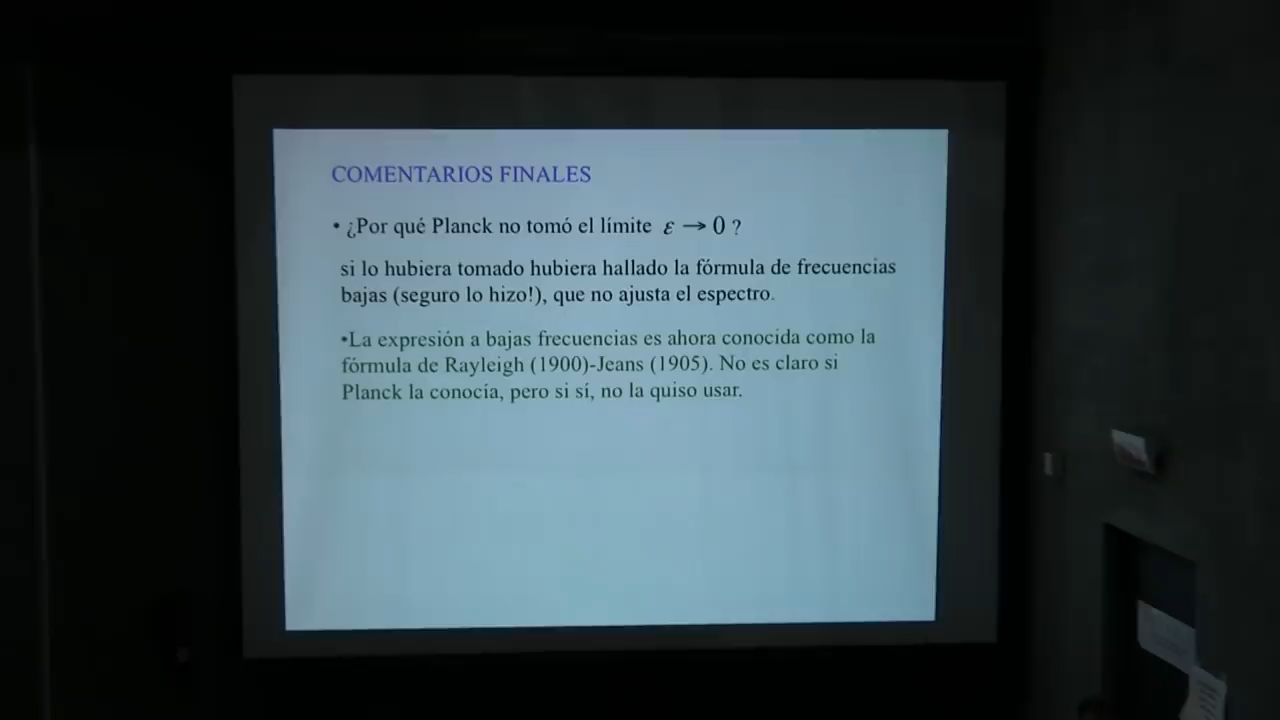 COMENTARIOS FINALES
• ¿Por qué Planck no tomó el límite ε → 0 ?
si lo hubiera tomado hubiera hallado la fórmula de frecuencias
bajas (seguro lo hizo!), que no ajusta el espectro.
•La expresión a bajas frecuencias es ahora conocida como la
fórmula de Rayleigh (1900)-Jeans (1905). No es claro si
Planck la conocía, pero si sí, no la quiso usar.